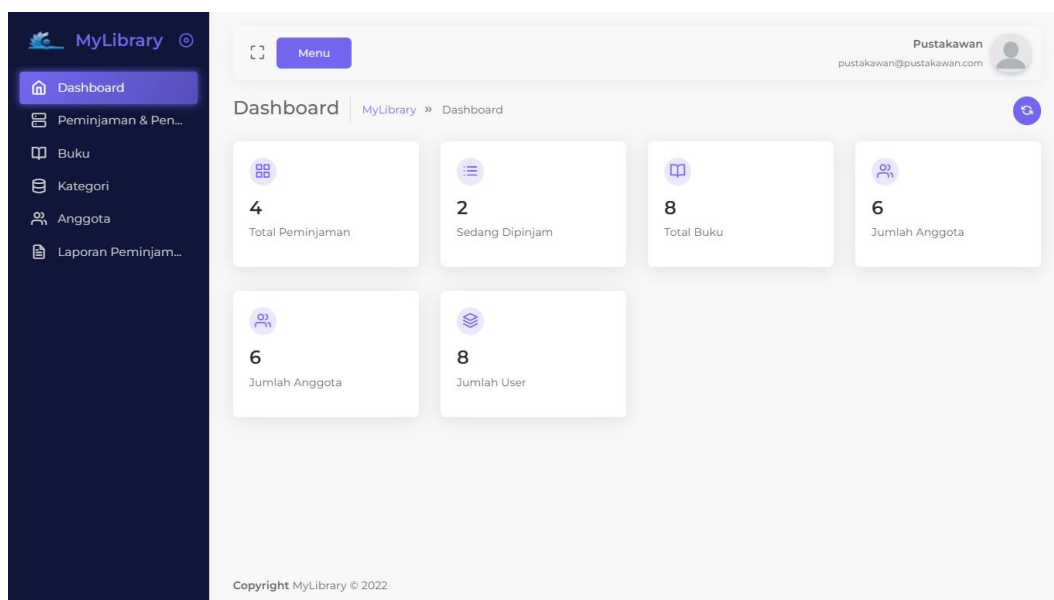 MyLibrary
Dashboard
Peminjaman & Pen...
Buku
Kategori
Anggota
Laporan Peminjam...
Menu
Pustakawan
pustakawan@pustakawan.com
Dashboard
MyLibrary » Dashboard
4
Total Peminjaman
2
Sedang Dipinjam
8
Total Buku
6
Jumlah Anggota
6
Jumlah Anggota
8
Jumlah User
Copyright MyLibrary © 2022